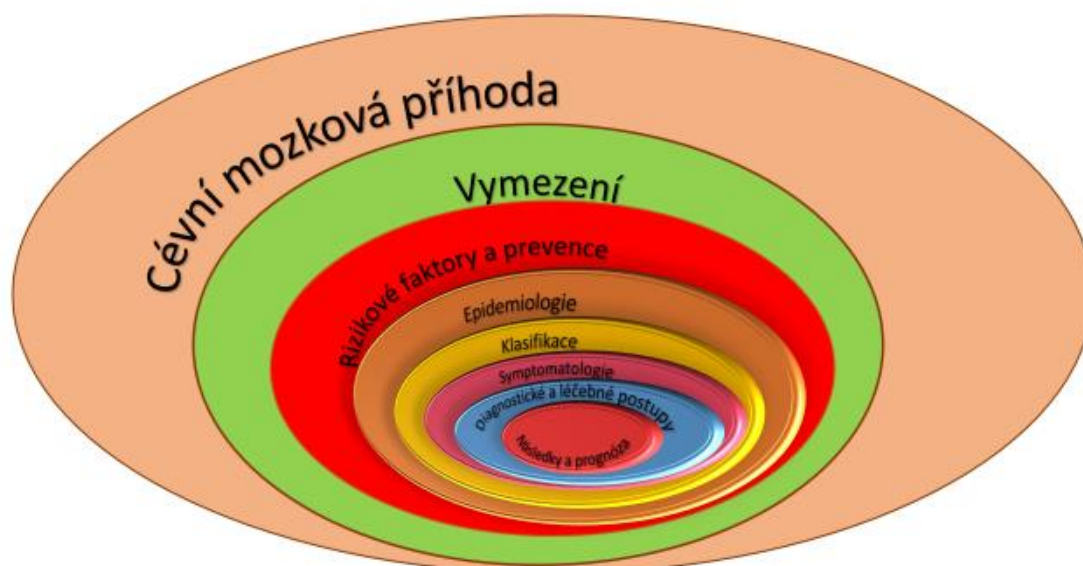 Cévní mozková příhoda
Vymezení
Rizikové faktory a prevence
Epidemiologie
Klasifikace
Symptomatologie
Diagnostické a léčebné postupy
Následky a prognóza